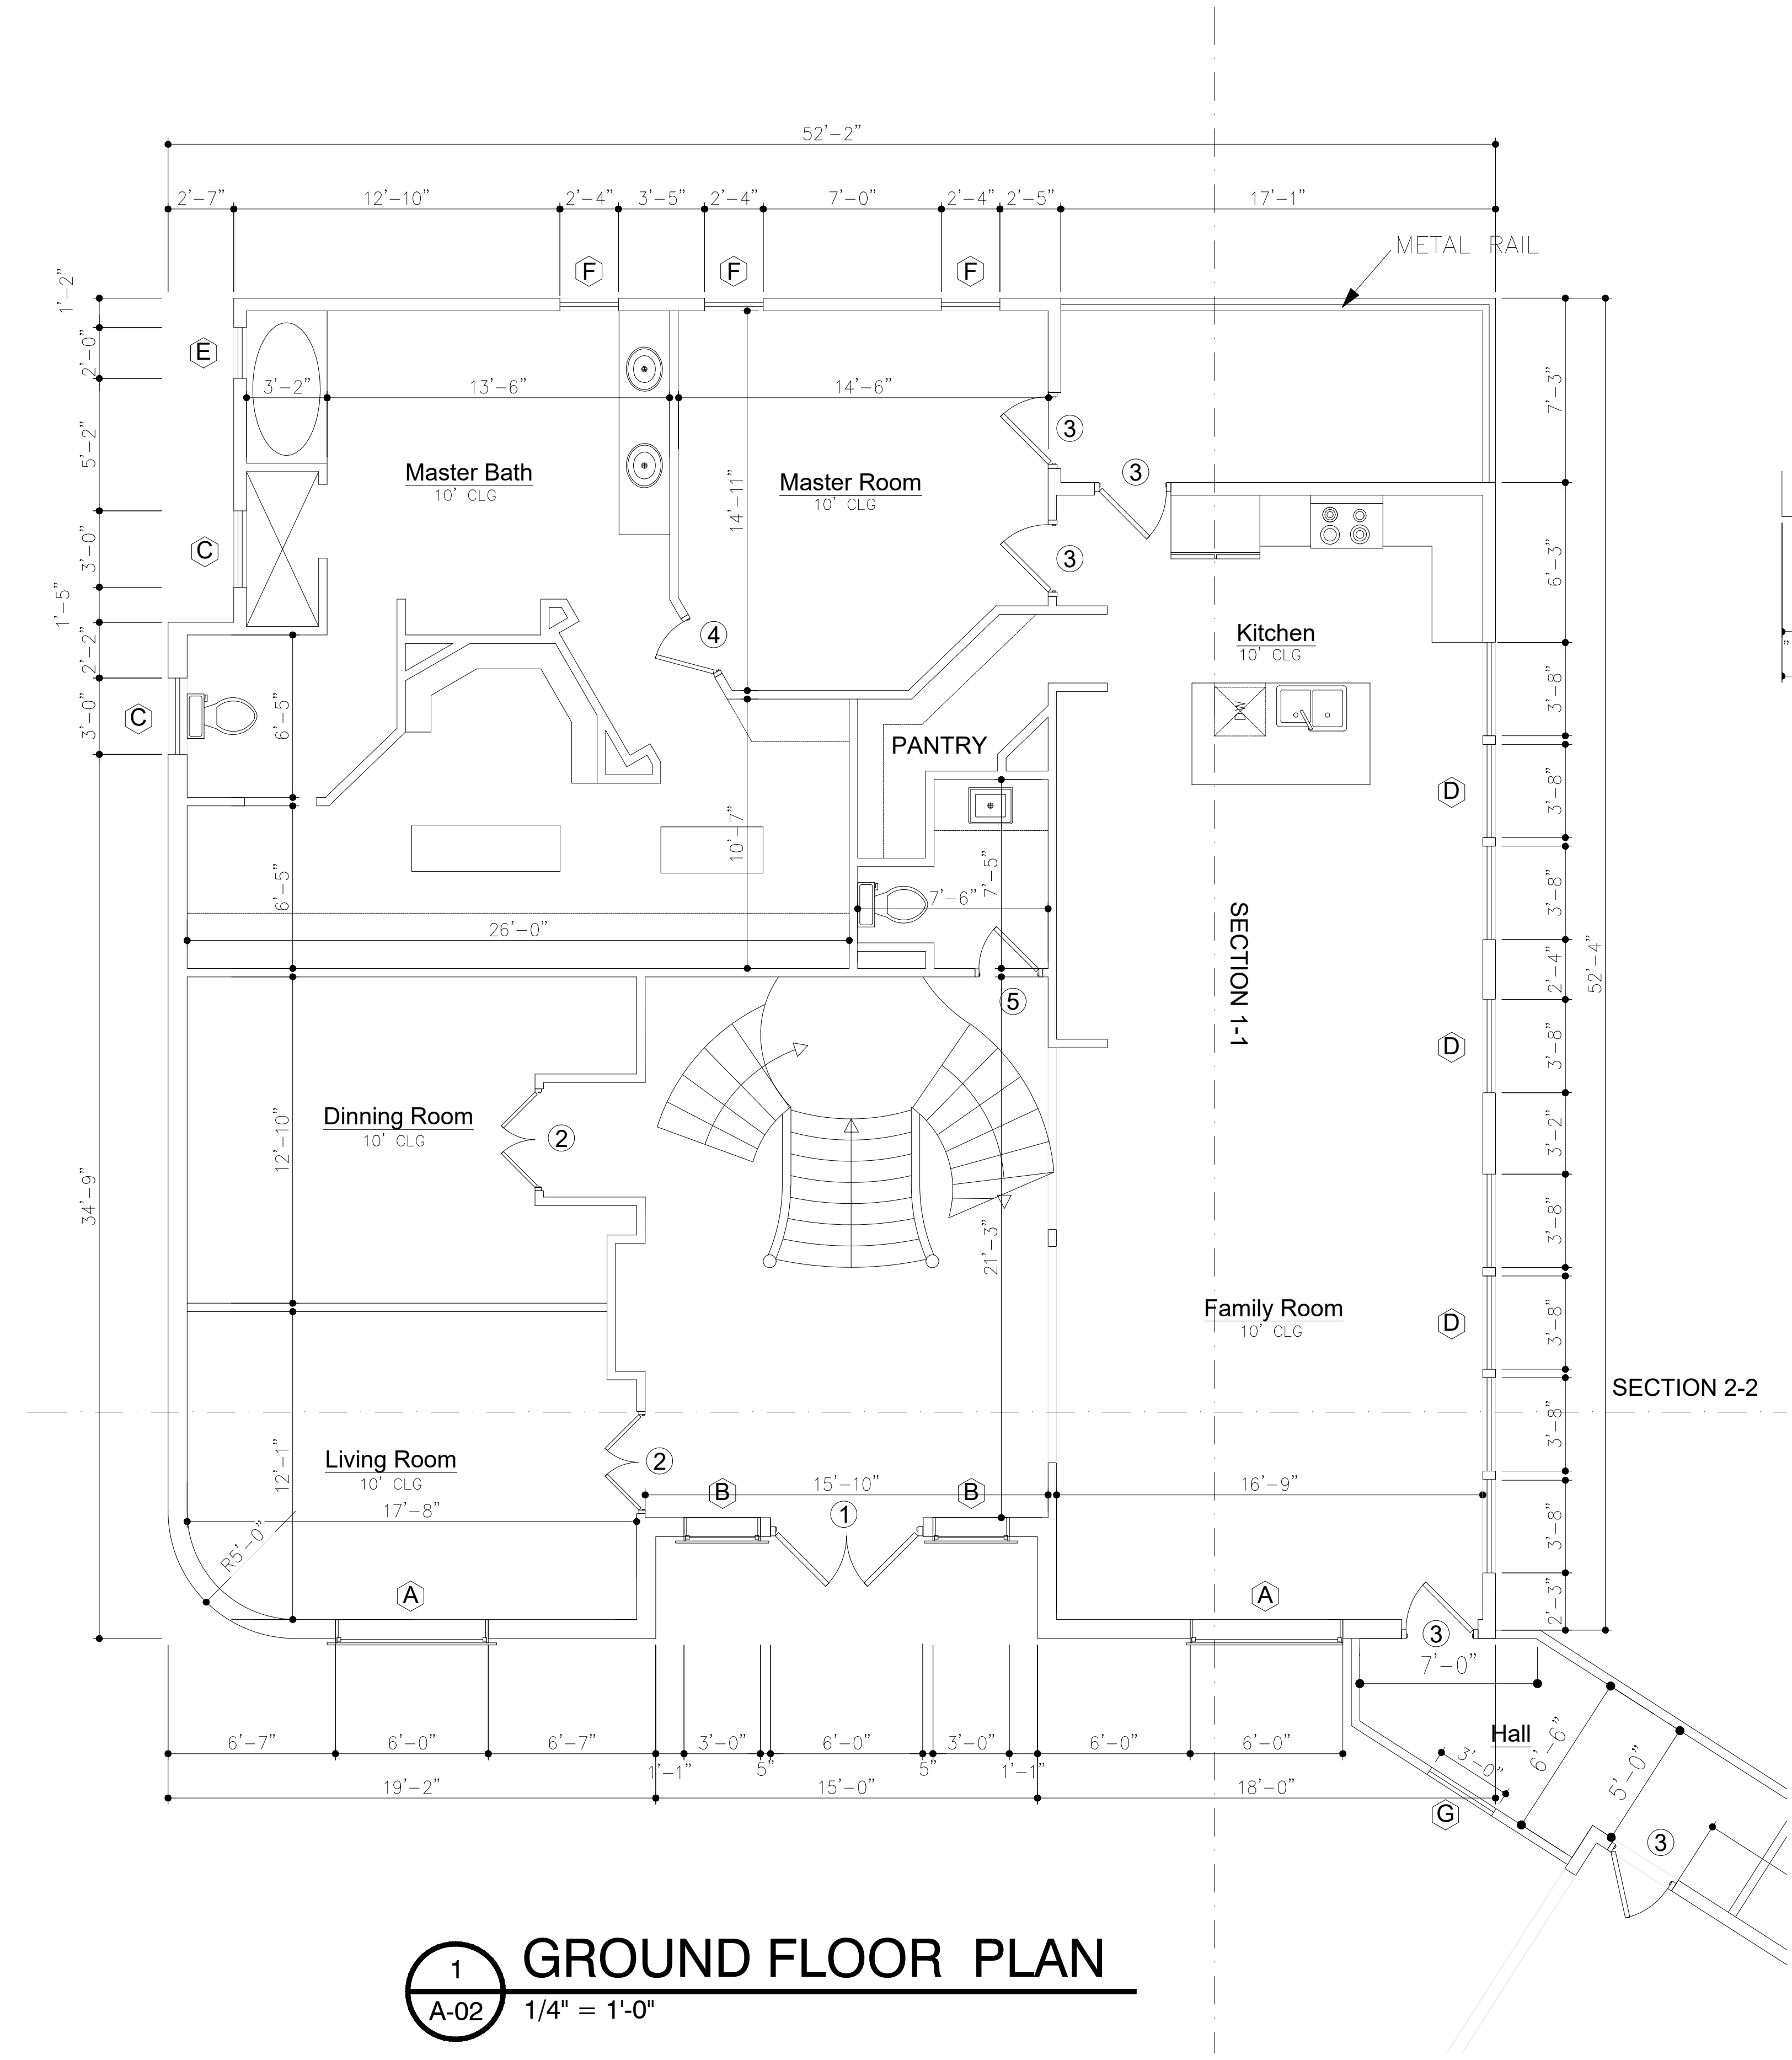 52'-2"
2'-7" 12'-10" 2'-4" 3'-5" 2'-4" 7'-0" 2'-4" 2'-5" 17'-1"
METAL RAIL
F F F
1'-2"
2'-0"
E
5'-2"
C
3'-0"
1'-5"
2'-2"
C
3'-0"
34'-9"
3'-2" 13'-6" 14'-6"
3
3
3
Master Bath
10' CLG
Master Room
10' CLG
14'-11"
4
Kitchen
10' CLG
DW
PANTRY
6'-5"
6'-5"
10'-7"
7'-5"
7'-6"
26'-0"
5
SECTION 1-1
7'-3"
6'-3"
3'-8"
3'-8"
3'-8"
2'-4"
3'-8"
3'-2"
3'-8"
3'-8"
3'-8"
3'-8"
2'-3"
52'-4"
D
D
D
Dinning Room
10' CLG
12'-10"
2
21'-3"
Family Room
10' CLG
SECTION 2-2
Living Room
10' CLG
12'-1"
17'-8"
R5'-0"
2
B B
15'-10"
1
16'-9"
A A
3
7'-0"
Hall
6'-6"
3'-0"
5'-0"
G
3
6'-7" 6'-0" 6'-7" 1'-1" 3'-0" 5" 6'-0" 5" 3'-0" 1'-1" 6'-0" 6'-0"
19'-2" 15'-0" 18'-0"
1
A-02
GROUND FLOOR PLAN
1/4" = 1'-0"